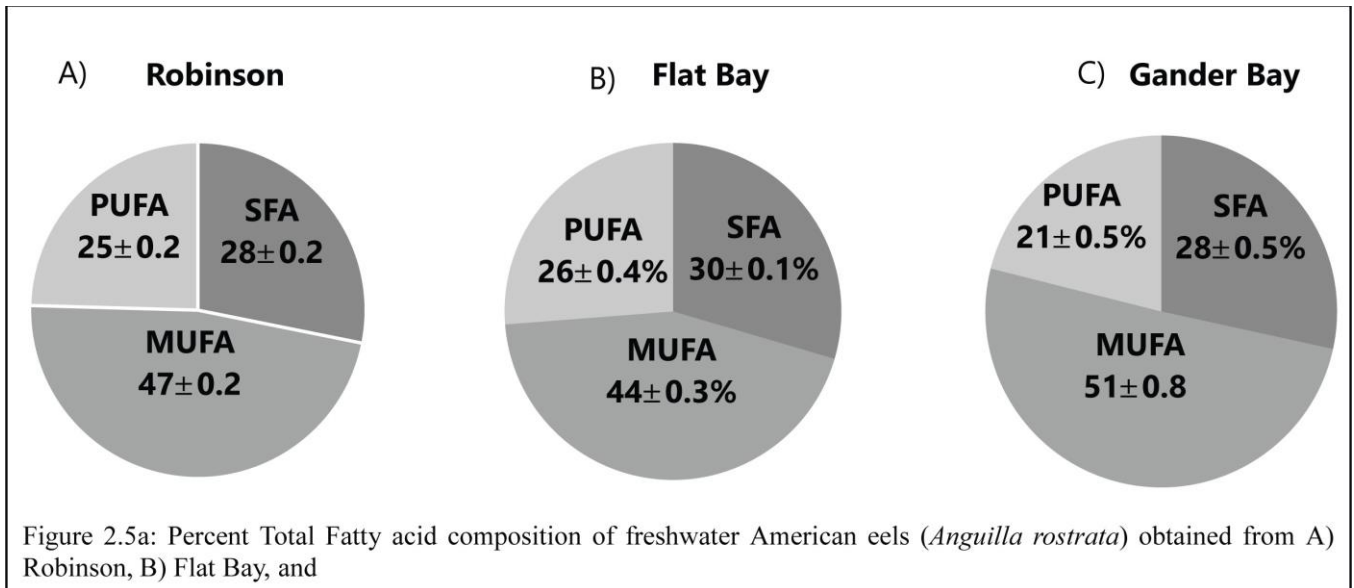 A) Robinson
B) Flat Bay
C) Gander Bay
PUFA
25±0.2
SFA
28±0.2
MUFA
47±0.2
PUFA
26±0.4%
SFA
30±0.1%
MUFA
44±0.3%
PUFA
21±0.5%
SFA
28±0.5%
MUFA
51±0.8
Figure 2.5a: Percent Total Fatty acid composition of freshwater American eels (Anguilla rostrata) obtained from A)
Robinson, B) Flat Bay, and